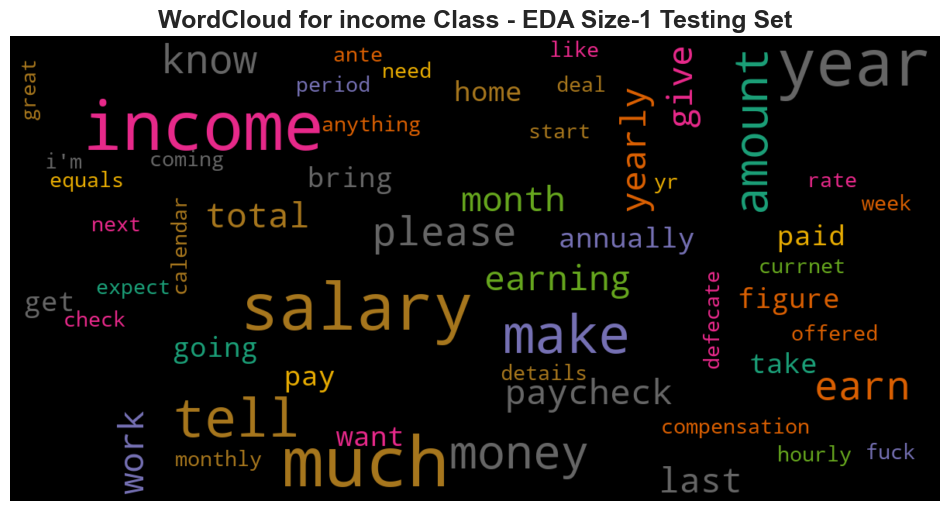 WordCloud for income Class - EDA Size-1 Testing Set
know
ante
like
year
great
period
need
home
deal
give
amount
income
anything
start
yearly
i'm
coming
equals
bring
month
yr
rate
week
next
calendar
total
please
annually
paid
currnet
expect
get
check
salary
earning
defecate
figure
offered
going
make
take
pay
details
paycheck
earn
tell
work
want
compensation
monthly
much
money
hourly
fuck
last